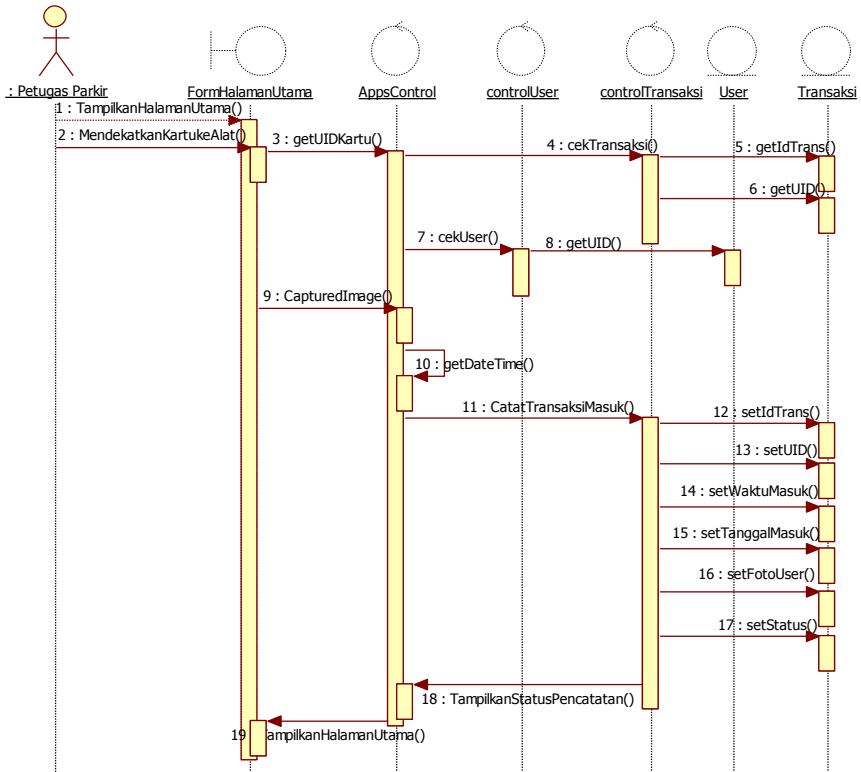 : Petugas Parkir
FormHalamanUtama
AppsControl
controlUser
controlTransaksi
User
Transaksi
1 : TampilkanHalamanUtama()
2 : MendekatkanKartukeAlat()
3 : getUIDKartu()
4 : cekTransaksi()
5 : getIdTrans()
6 : getUID()
7 : cekUser()
8 : getUID()
9 : CapturedImage()
10 : getDateTime()
11 : CatatTransaksiMasuk()
12 : setIdTrans()
13 : setUID()
14 : setWaktuMasuk()
15 : setTanggalMasuk()
16 : setFotoUser()
17 : setStatus()
18 : TampilkanStatusPencatatan()
19 ampilkanHalamanUtama()